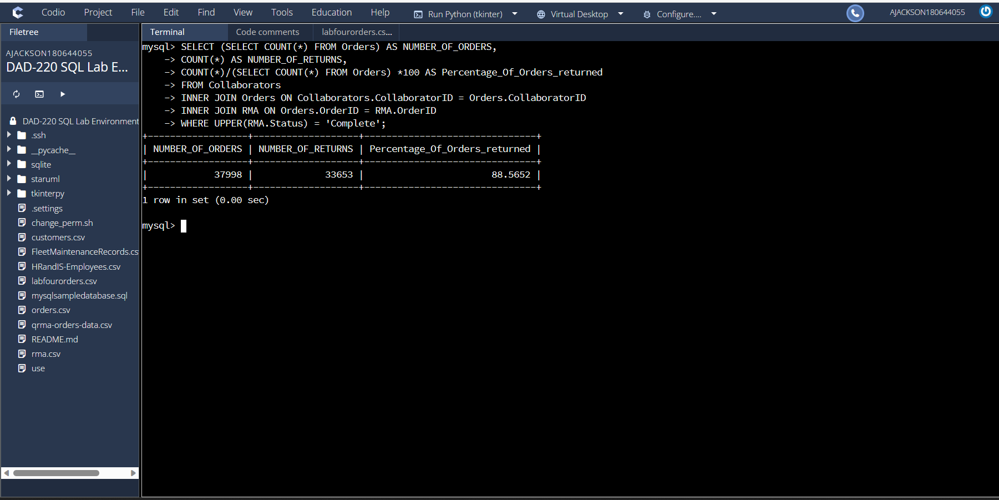 Codio Project File Edit Find View Tools Education Help Run Python (tkinter) Virtual Desktop Configure.... AJACKSON180644055
Filetree
Terminal Code comments labfourorders.cs...
AJACKSON180644055
DAD-220 SQL Lab E...
DAD-220 SQL Lab Environment
.ssh
__pycache__
sqlite
staruml
tkinterpy
.settings
change_perm.sh
customers.csv
FleetMaintenanceRecords.cs
HRandIS-Employees.csv
labfourorders.csv
mysqlsampledatabase.sql
orders.csv
qrma-orders-data.csv
README.md
rma.csv
use
mysql> SELECT (SELECT COUNT(*) FROM Orders) AS NUMBER_OF_ORDERS,
-> COUNT(*) AS NUMBER_OF_RETURNS,
-> COUNT(*)/(SELECT COUNT(*) FROM Orders) *100 AS Percentage_Of_Orders_returned
-> FROM Collaborators
-> INNER JOIN Orders ON Collaborators.CollaboratorID = Orders.CollaboratorID
-> INNER JOIN RMA ON Orders.OrderID = RMA.OrderID
-> WHERE UPPER(RMA.Status) = 'Complete';
+------------------+-------------------+-------------------------------+
| NUMBER_OF_ORDERS | NUMBER_OF_RETURNS | Percentage_Of_Orders_returned |
+------------------+-------------------+-------------------------------+
| 37998 | 33653 | 88.5652 |
+------------------+-------------------+-------------------------------+
1 row in set (0.00 sec)
mysql>